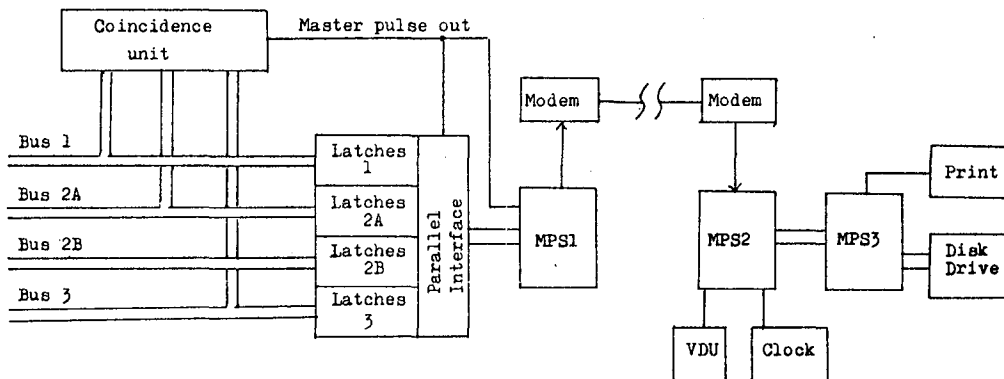 Coincidence
unit
Master pulse out
Modem
Modem
Bus 1
Bus 2A
Bus 2B
Bus 3
Latches
1
Latches
2A
Latches
2B
Latches
3
Parallel
Interface
MPS1
MPS2
MPS3
Print
Disk
Drive
VDU
Clock